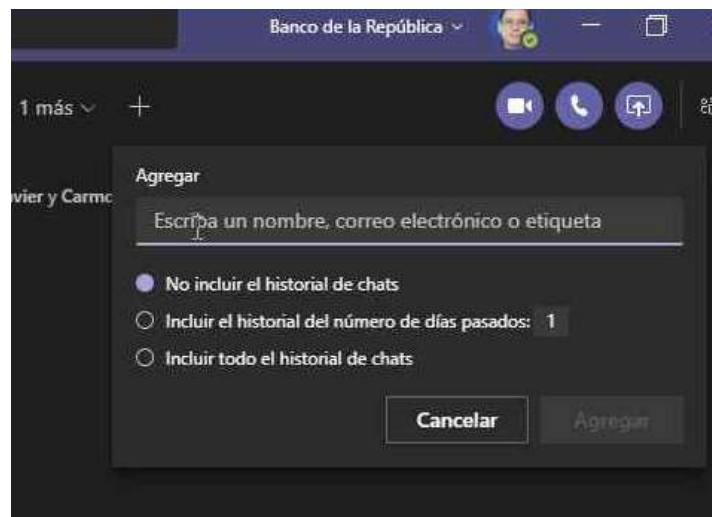 Banco de la República
1 más
vier y Carmc
Agregar
Escriba un nombre, correo electrónico o etiqueta
No incluir el historial de chats
Incluir el historial del número de días pasados: 1
Incluir todo el historial de chats
Cancelar Agregar